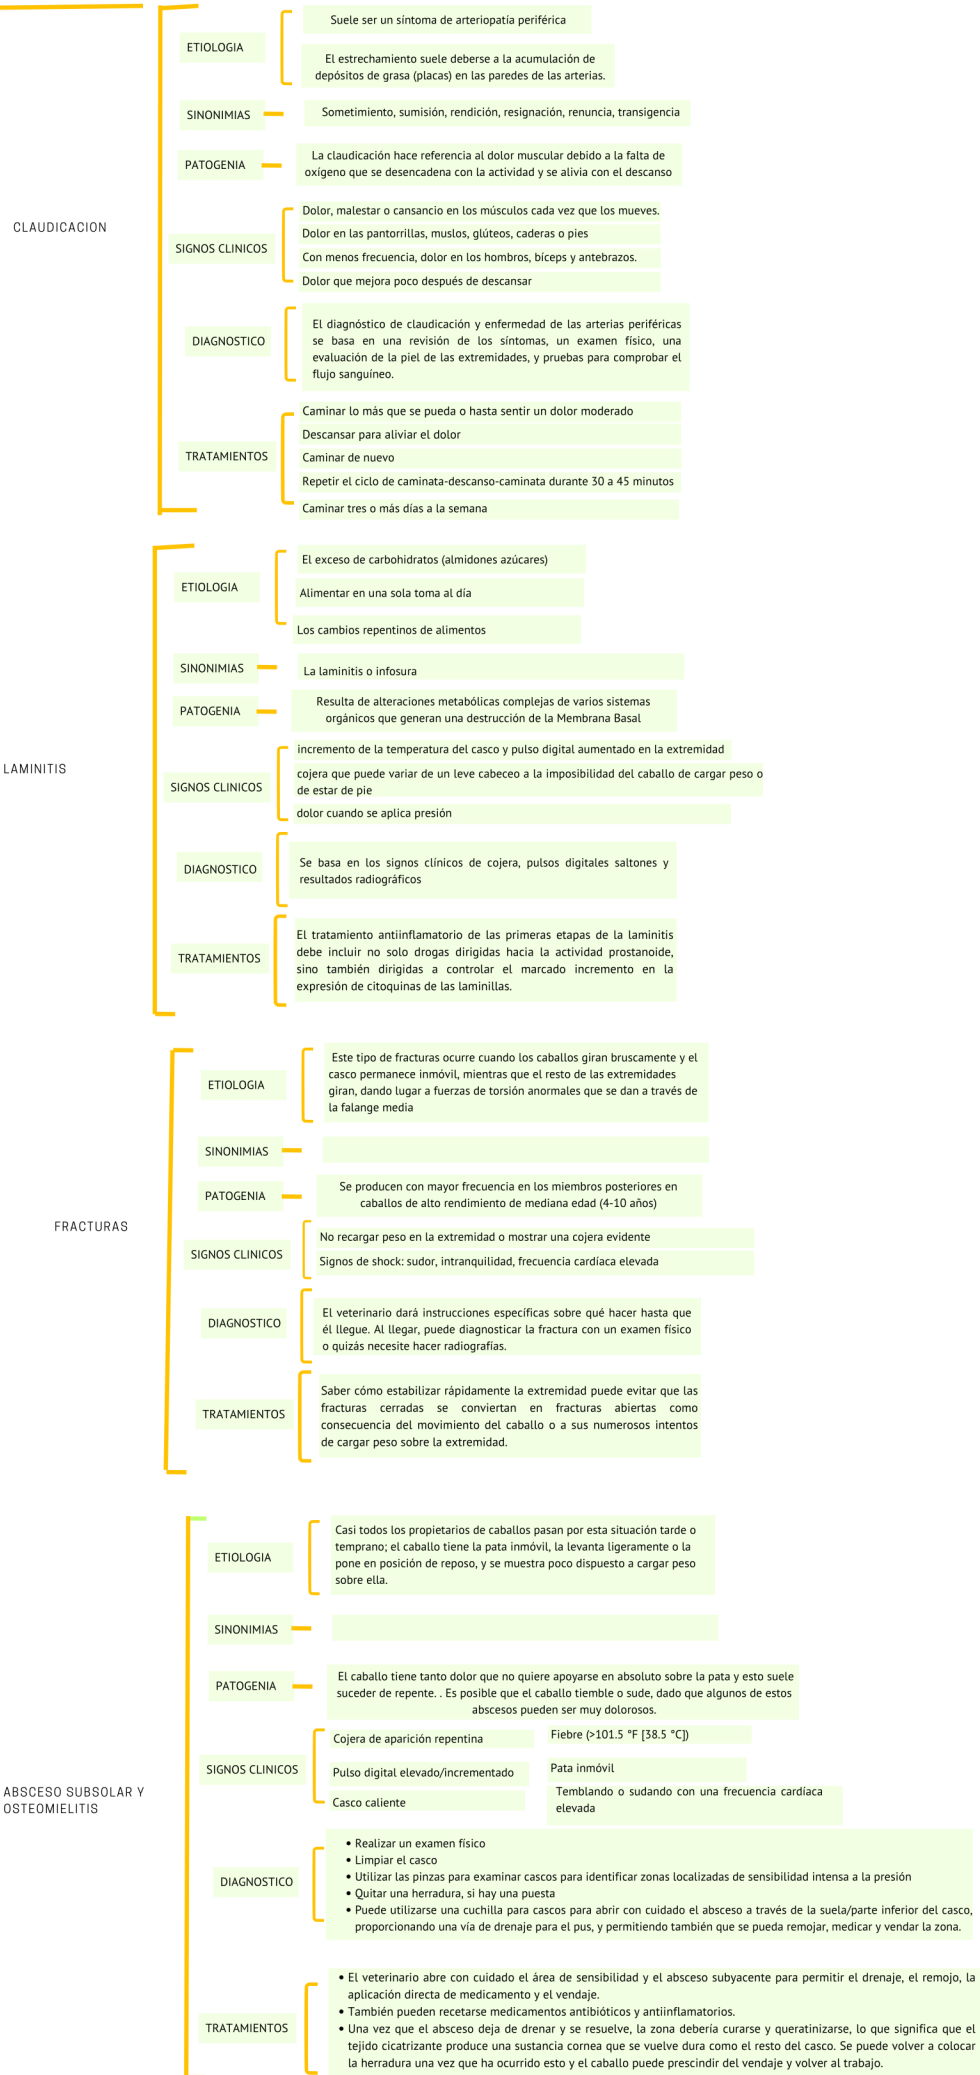 CLAUDICACION
ETIOLOGIA
Suele ser un síntoma de arteriopatía periférica
El estrechamiento suele deberse a la acumulación de
depósitos de grasa (placas) en las paredes de las arterias.
SINONIMIAS
Sometimiento, sumisión, rendición, resignación, renuncia, transigencia
PATOGENIA
La claudicación hace referencia al dolor muscular debido a la falta de
oxígeno que se desencadena con la actividad y se alivia con el descanso
SIGNOS CLINICOS
Dolor, malestar o cansancio en los músculos cada vez que los mueves.
Dolor en las pantorrillas, muslos, glúteos, caderas o pies
Con menos frecuencia, dolor en los hombros, bíceps y antebrazos.
Dolor que mejora poco después de descansar
DIAGNOSTICO
El diagnóstico de claudicación y enfermedad de las arterias periféricas
se basa en una revisión de los síntomas, un examen físico, una
evaluación de la piel de las extremidades, y pruebas para comprobar el
flujo sanguíneo.
TRATAMIENTOS
Caminar lo más que se pueda o hasta sentir un dolor moderado
Descansar para aliviar el dolor
Caminar de nuevo
Repetir el ciclo de caminata-descanso-caminata durante 30 a 45 minutos
Caminar tres o más días a la semana
LAMINITIS
ETIOLOGIA
El exceso de carbohidratos (almidones azúcares)
Alimentar en una sola toma al día
Los cambios repentinos de alimentos
SINONIMIAS
La laminitis o infosura
PATOGENIA
Resulta de alteraciones metabólicas complejas de varios sistemas
orgánicos que generan una destrucción de la Membrana Basal
SIGNOS CLINICOS
incremento de la temperatura del casco y pulso digital aumentado en la extremidad
cojera que puede variar de un leve cabeceo a la imposibilidad del caballo de cargar peso o
de estar de pie
dolor cuando se aplica presión
DIAGNOSTICO
Se basa en los signos clínicos de cojera, pulsos digitales saltones y
resultados radiográficos
TRATAMIENTOS
El tratamiento antiinflamatorio de las primeras etapas de la laminitis
debe incluir no solo drogas dirigidas hacia la actividad prostanoide,
sino también dirigidas a controlar el marcado incremento en la
expresión de citoquinas de las laminillas.
FRACTURAS
ETIOLOGIA
Este tipo de fracturas ocurre cuando los caballos giran bruscamente y el
casco permanece inmóvil, mientras que el resto de las extremidades
giran, dando lugar a fuerzas de torsión anormales que se dan a través de
la falange media
SINONIMIAS
PATOGENIA
Se producen con mayor frecuencia en los miembros posteriores en
caballos de alto rendimiento de mediana edad (4-10 años)
SIGNOS CLINICOS
No recargar peso en la extremidad o mostrar una cojera evidente
Signos de shock: sudor, intranquilidad, frecuencia cardíaca elevada
DIAGNOSTICO
El veterinario dará instrucciones específicas sobre qué hacer hasta que
él llegue. Al llegar, puede diagnosticar la fractura con un examen físico
o quizás necesite hacer radiografías.
TRATAMIENTOS
Saber cómo estabilizar rápidamente la extremidad puede evitar que las
fracturas cerradas se conviertan en fracturas abiertas como
consecuencia del movimiento del caballo o a sus numerosos intentos
de cargar peso sobre la extremidad.
ABSCESO SUBSOLAR Y
OSTEOMIELITIS
ETIOLOGIA
Casi todos los propietarios de caballos pasan por esta situación tarde o
temprano; el caballo tiene la pata inmóvil, la levanta ligeramente o la
pone en posición de reposo, y se muestra poco dispuesto a cargar peso
sobre ella.
SINONIMIAS
PATOGENIA
El caballo tiene tanto dolor que no quiere apoyarse en absoluto sobre la pata y esto suele
suceder de repente. . Es posible que el caballo tiemble o sude, dado que algunos de estos
abscesos pueden ser muy dolorosos.
SIGNOS CLINICOS
Cojera de aparición repentina
Pulso digital elevado/incrementado
Casco caliente
Fiebre (>101.5 °F [38.5 °C])
Pata inmóvil
Temblando o sudando con una frecuencia cardíaca
elevada
DIAGNOSTICO
• Realizar un examen físico
• Limpiar el casco
• Utilizar las pinzas para examinar cascos para identificar zonas localizadas de sensibilidad intensa a la presión
• Quitar una herradura, si hay una puesta
• Puede utilizarse una cuchilla para cascos para abrir con cuidado el absceso a través de la suela/parte inferior del casco,
proporcionando una vía de drenaje para el pus, y permitiendo también que se pueda remojar, medicar y vendar la zona.
TRATAMIENTOS
• El veterinario abre con cuidado el área de sensibilidad y el absceso subyacente para permitir el drenaje, el remojo, la
aplicación directa de medicamento y el vendaje.
• También pueden recetarse medicamentos antibióticos y antiinflamatorios.
• Una vez que el absceso deja de drenar y se resuelve, la zona debería curarse y queratinizarse, lo que significa que el
tejido cicatrizante produce una sustancia cornea que se vuelve dura como el resto del casco. Se puede volver a colocar
la herradura una vez que ha ocurrido esto y el caballo puede prescindir del vendaje y volver al trabajo.